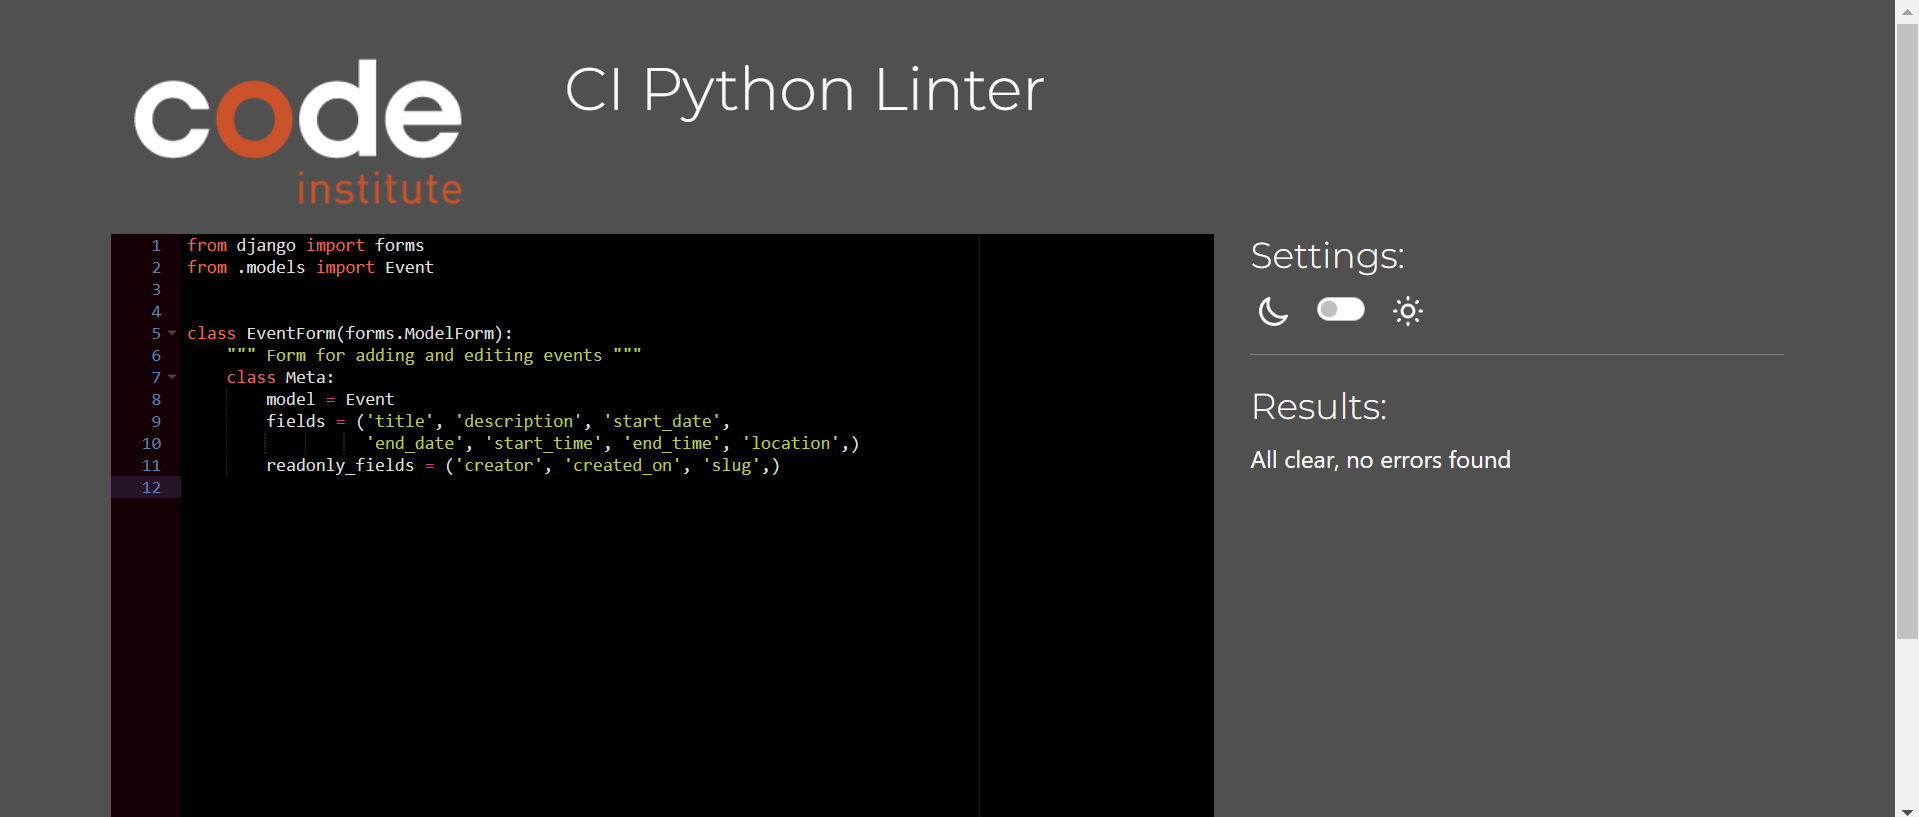 code
institute
CI Python Linter
1 from django import forms
2 from .models import Event
3
4
5 class EventForm(forms.ModelForm):
6     """ Form for adding and editing events """
7     class Meta:
8         model = Event
9         fields = ('title', 'description', 'start_date',
10                   'end_date', 'start_time', 'end_time', 'location',)
11         readonly_fields = ('creator', 'created_on', 'slug',)
12
Settings:
Results:
All clear, no errors found